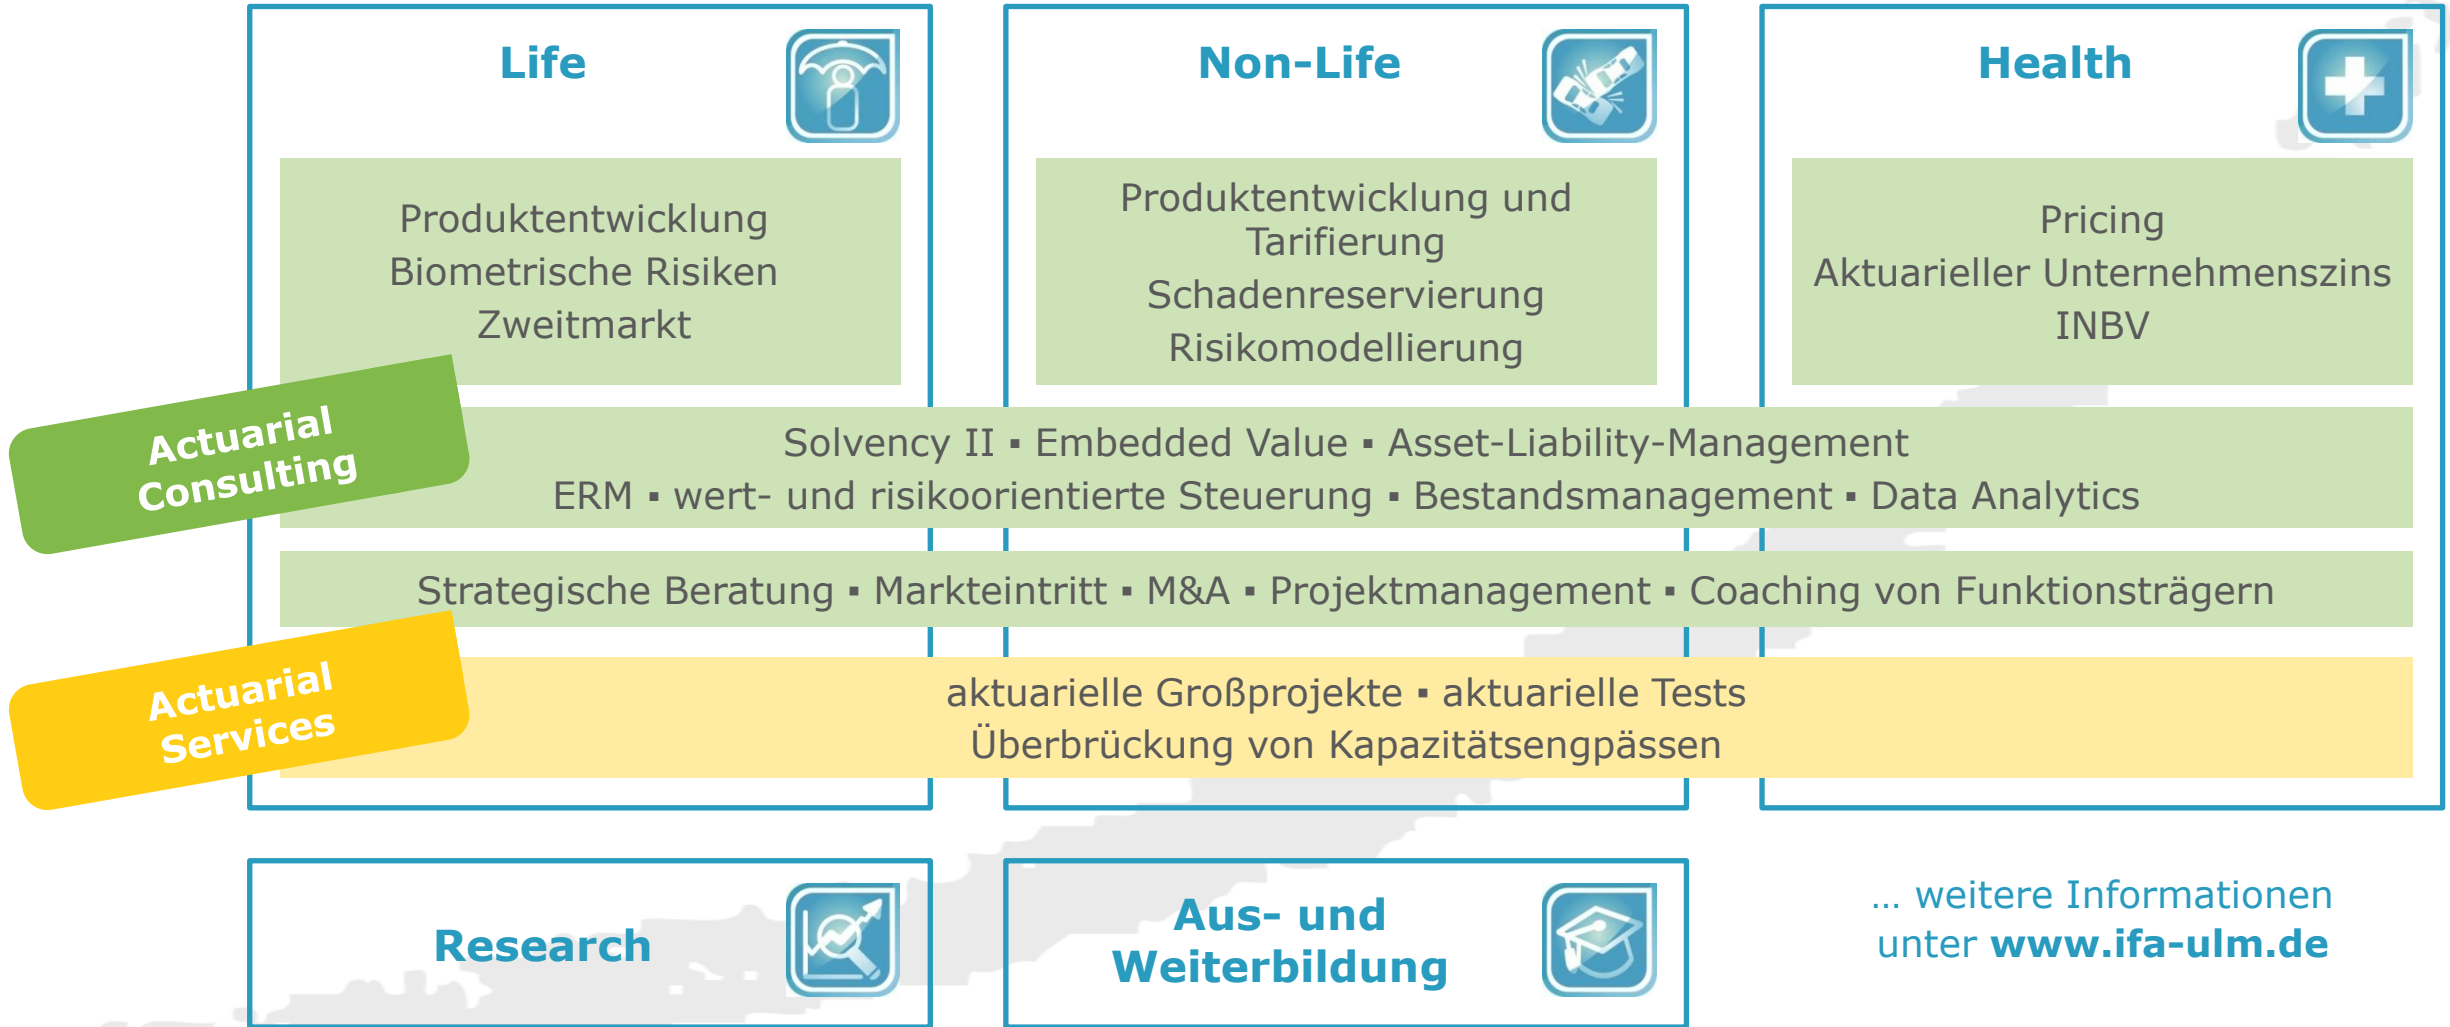 Life
Produktentwicklung
Biometrische Risiken
Zweitmarkt
Non-Life
Produktentwicklung und
Tarifierung
Schadenreservierung
Risikomodellierung
Health
Pricing
Aktuarieller Unternehmenszins
INBV
Actuarial
Consulting
Solvency II ▪ Embedded Value ▪ Asset-Liability-Management
ERM ▪ wert- und risikoorientierte Steuerung ▪ Bestandsmanagement ▪ Data Analytics
Strategische Beratung ▪ Markteintritt ▪ M&A ▪ Projektmanagement ▪ Coaching von Funktionsträgern
Actuarial
Services
aktuarielle Großprojekte ▪ aktuarielle Tests
Überbrückung von Kapazitätsengpässen
Research
Aus- und
Weiterbildung
… weitere Informationen
unter www.ifa-ulm.de